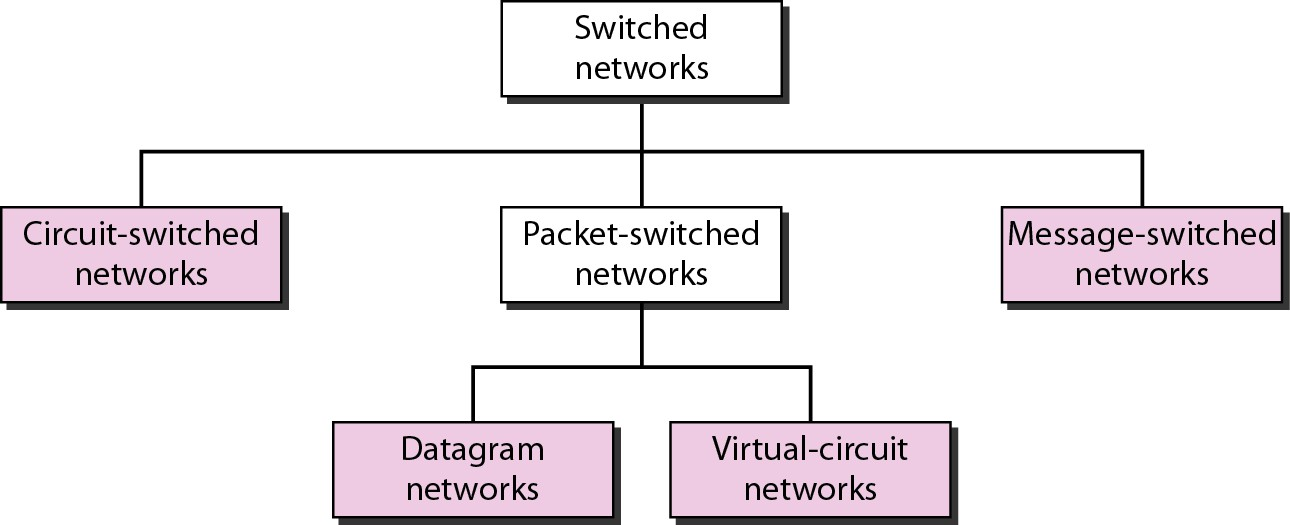 Switched
networks
Circuit-switched
networks
Packet-switched
networks
Message-switched
networks
Datagram
networks
Virtual-circuit
networks